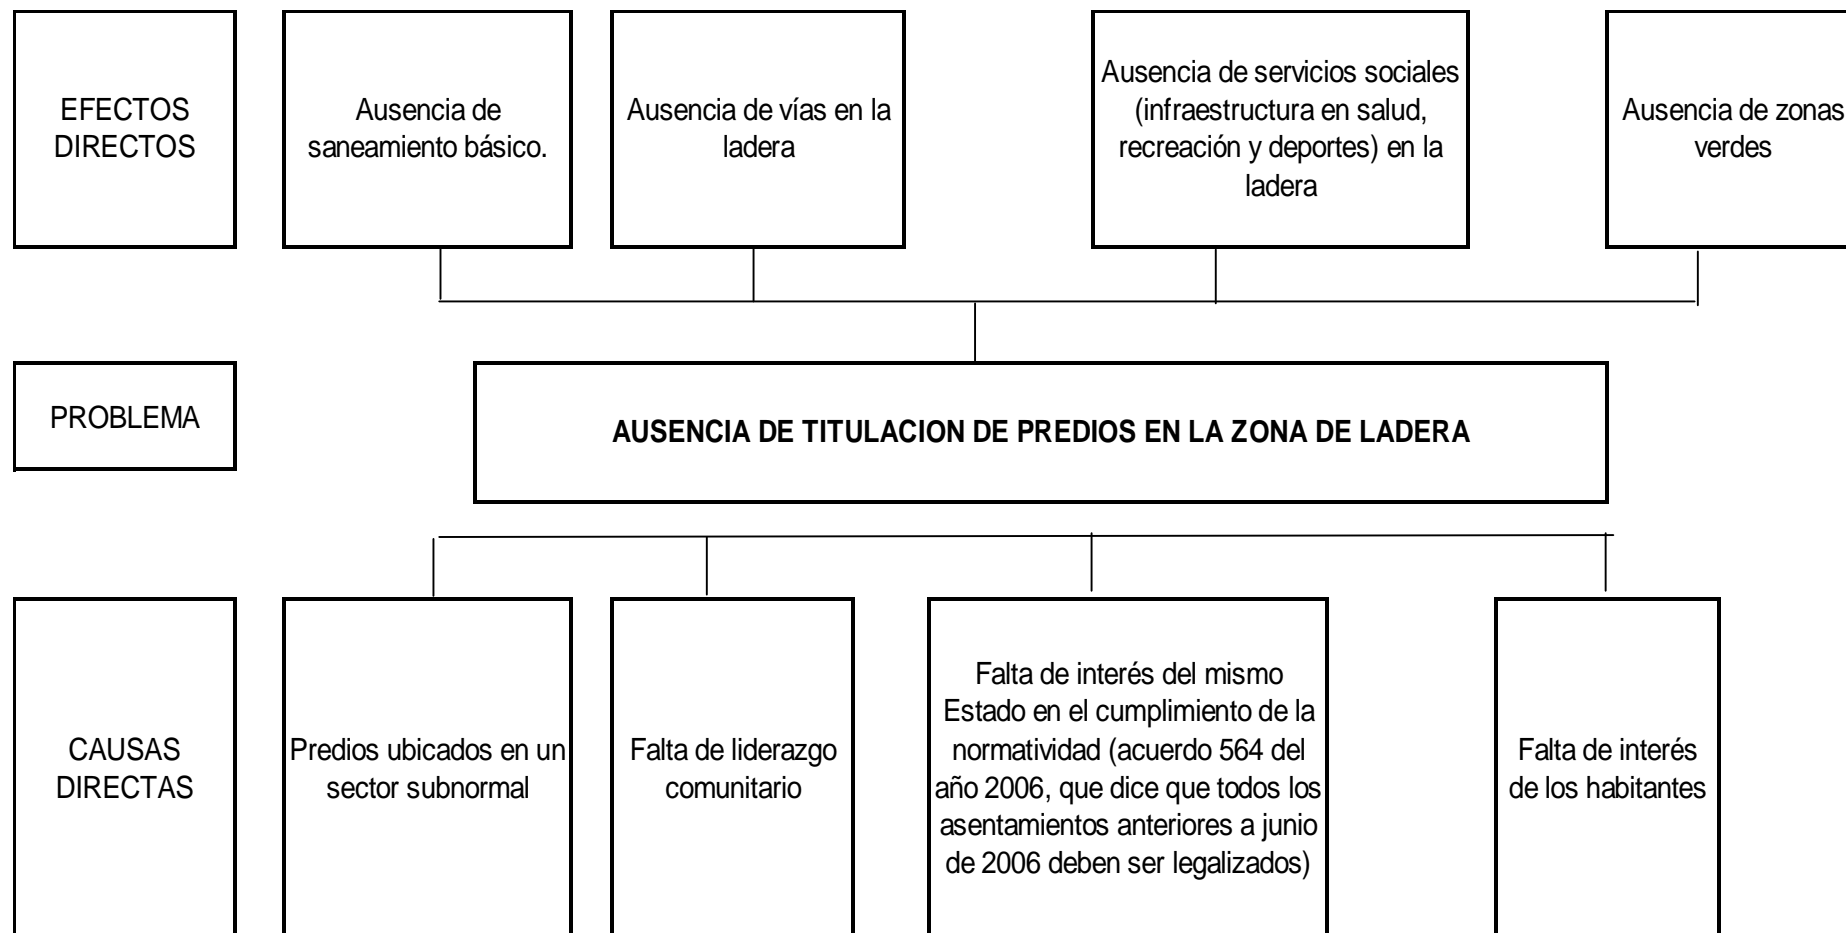 EFECTOS
DIRECTOS
Ausencia de
saneamiento básico.
Ausencia de vías en la
ladera
Ausencia de servicios sociales
(infraestructura en salud,
recreación y deportes) en la
ladera
Ausencia de zonas
verdes
PROBLEMA
AUSENCIA DE TITULACION DE PREDIOS EN LA ZONA DE LADERA
CAUSAS
DIRECTAS
Predios ubicados en un
sector subnormal
Falta de liderazgo
comunitario
Falta de interés del mismo
Estado en el cumplimiento de la
normatividad (acuerdo 564 del
año 2006, que dice que todos los
asentamientos anteriores a junio
de 2006 deben ser legalizados)
Falta de interés
de los habitantes